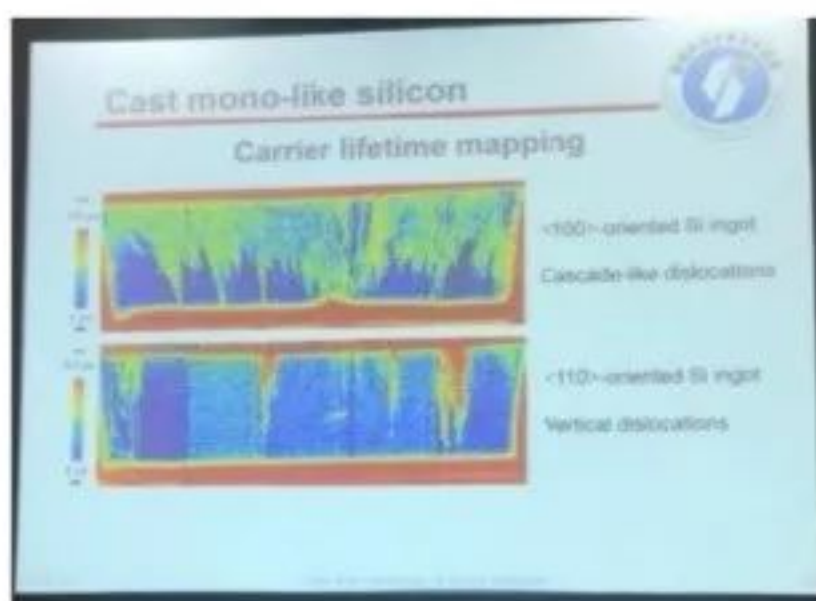 Cast mono-like silicon
Carrier lifetime mapping
<100>-oriented Si ingot
Cascade-like dislocations
<110>-oriented Si ingot
Vertical dislocations